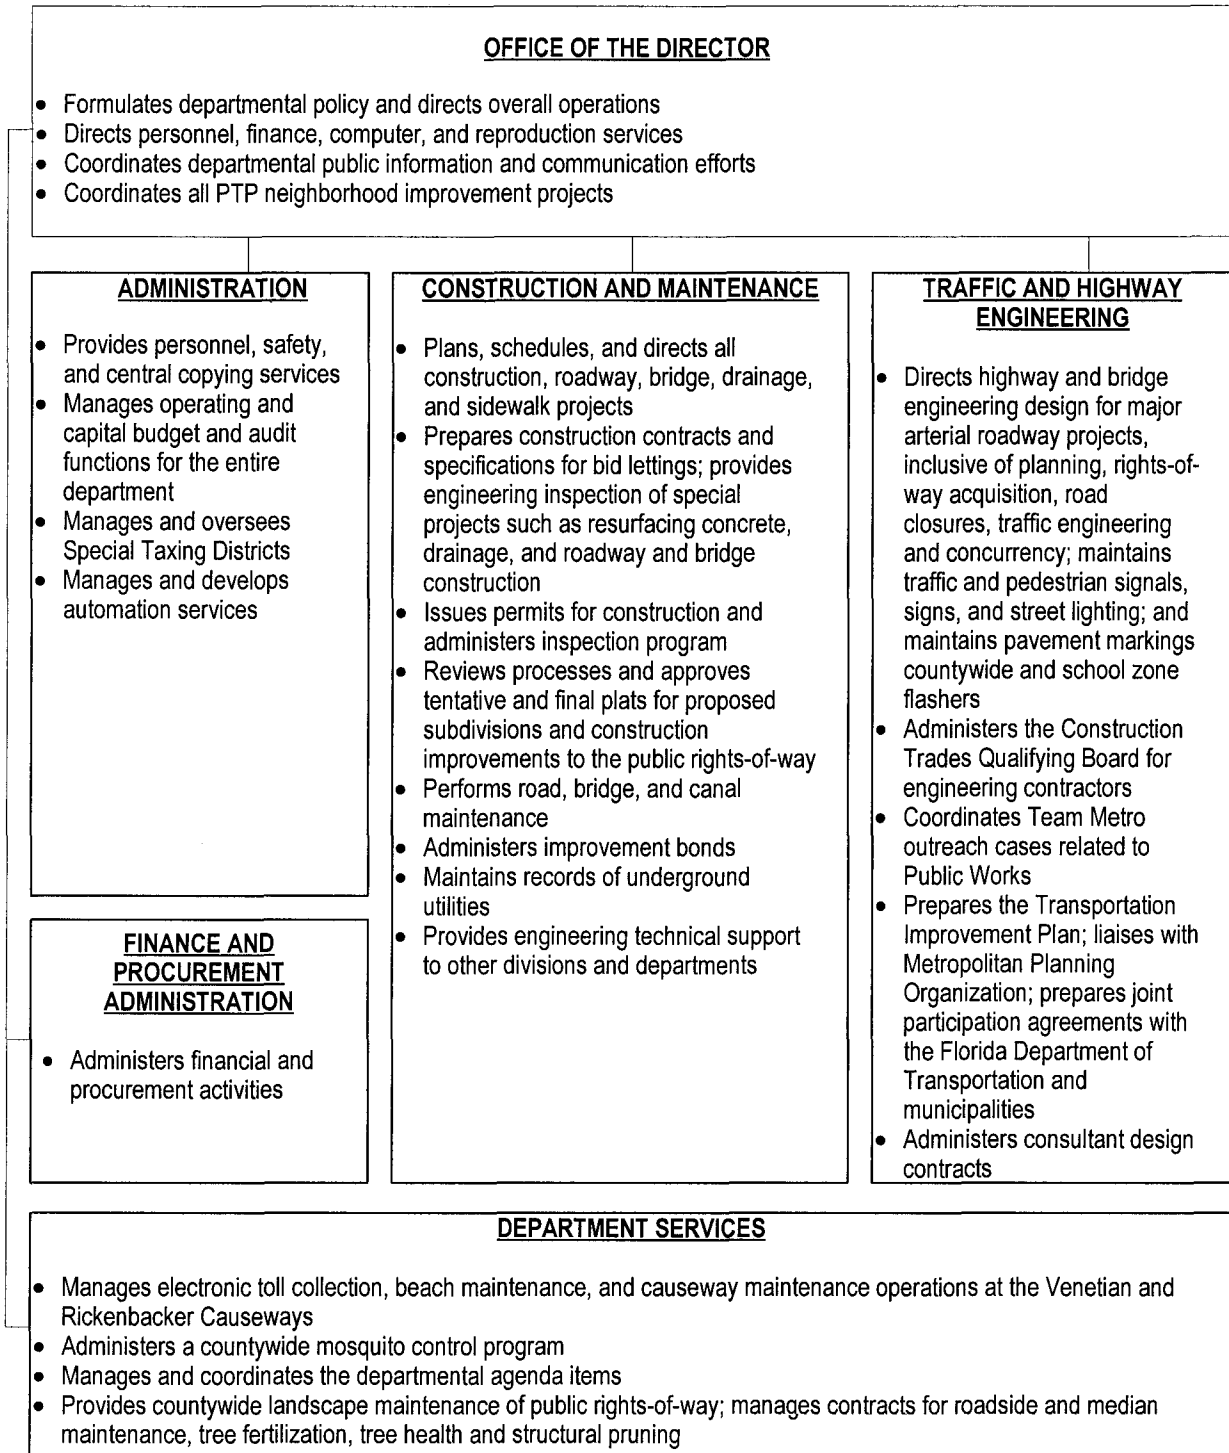 OFFICE OF THE DIRECTOR
• Formulates departmental policy and directs overall operations
• Directs personnel, finance, computer, and reproduction services
• Coordinates departmental public information and communication efforts
• Coordinates all PTP neighborhood improvement projects
ADMINISTRATION
• Provides personnel, safety,
and central copying services
• Manages operating and
capital budget and audit
functions for the entire
department
• Manages and oversees
Special Taxing Districts
• Manages and develops
automation services
FINANCE AND
PROCUREMENT
ADMINISTRATION
• Administers financial and
procurement activities
CONSTRUCTION AND MAINTENANCE
• Plans, schedules, and directs all
construction, roadway, bridge, drainage,
and sidewalk projects
• Prepares construction contracts and
specifications for bid lettings; provides
engineering inspection of special
projects such as resurfacing concrete,
drainage, and roadway and bridge
construction
• Issues permits for construction and
administers inspection program
• Reviews processes and approves
tentative and final plats for proposed
subdivisions and construction
improvements to the public rights-of-way
• Performs road, bridge, and canal
maintenance
• Administers improvement bonds
• Maintains records of underground
utilities
• Provides engineering technical support
to other divisions and departments
TRAFFIC AND HIGHWAY
ENGINEERING
• Directs highway and bridge
engineering design for major
arterial roadway projects,
inclusive of planning, rights-of-
way acquisition, road
closures, traffic engineering
and concurrency; maintains
traffic and pedestrian signals,
signs, and street lighting; and
maintains pavement markings
countywide and school zone
flashers
• Administers the Construction
Trades Qualifying Board for
engineering contractors
• Coordinates Team Metro
outreach cases related to
Public Works
• Prepares the Transportation
Improvement Plan; liaises with
Metropolitan Planning
Organization; prepares joint
participation agreements with
the Florida Department of
Transportation and
municipalities
• Administers consultant design
contracts
DEPARTMENT SERVICES
• Manages electronic toll collection, beach maintenance, and causeway maintenance operations at the Venetian and
Rickenbacker Causeways
• Administers a countywide mosquito control program
• Manages and coordinates the departmental agenda items
• Provides countywide landscape maintenance of public rights-of-way; manages contracts for roadside and median
maintenance, tree fertilization, tree health and structural pruning